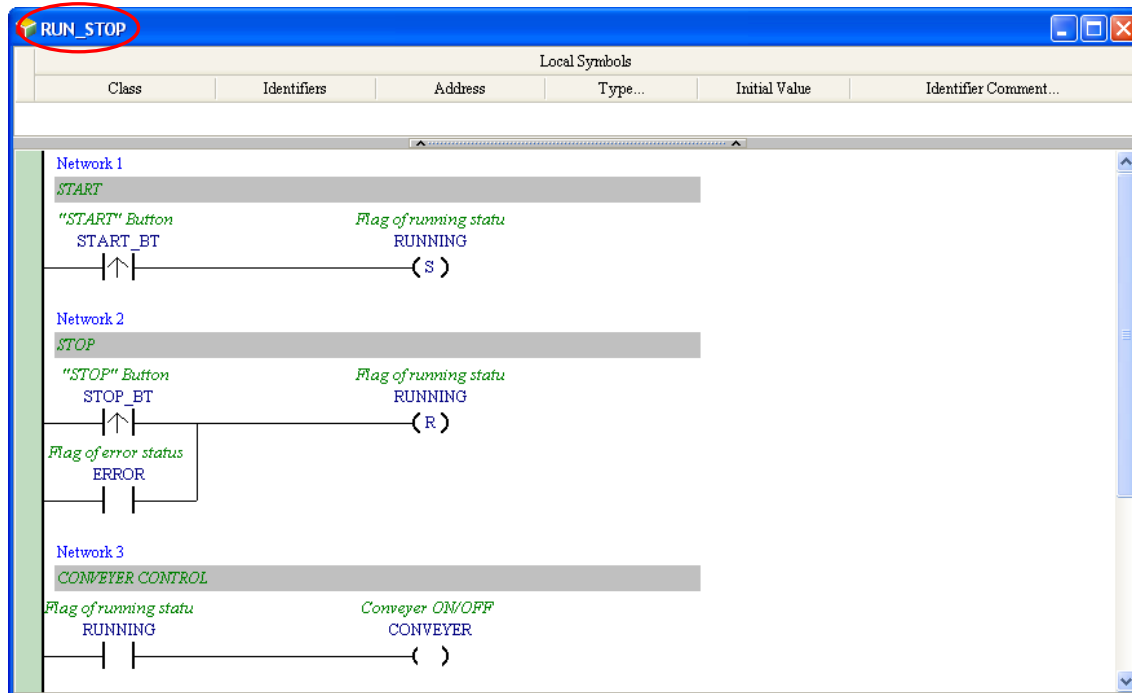 RUN_STOP
Local Symbols
Class Identifiers Address Type... Initial Value Identifier Comment...
Network 1
START
"START" Button Flag of running statu
START_BT RUNNING
S
Network 2
STOP
"STOP" Button Flag of running statu
STOP_BT RUNNING
R
Flag of error status
ERROR
Network 3
CONVEYER CONTROL
Flag of running statu Conveyer ON/OFF
RUNNING CONVEYER